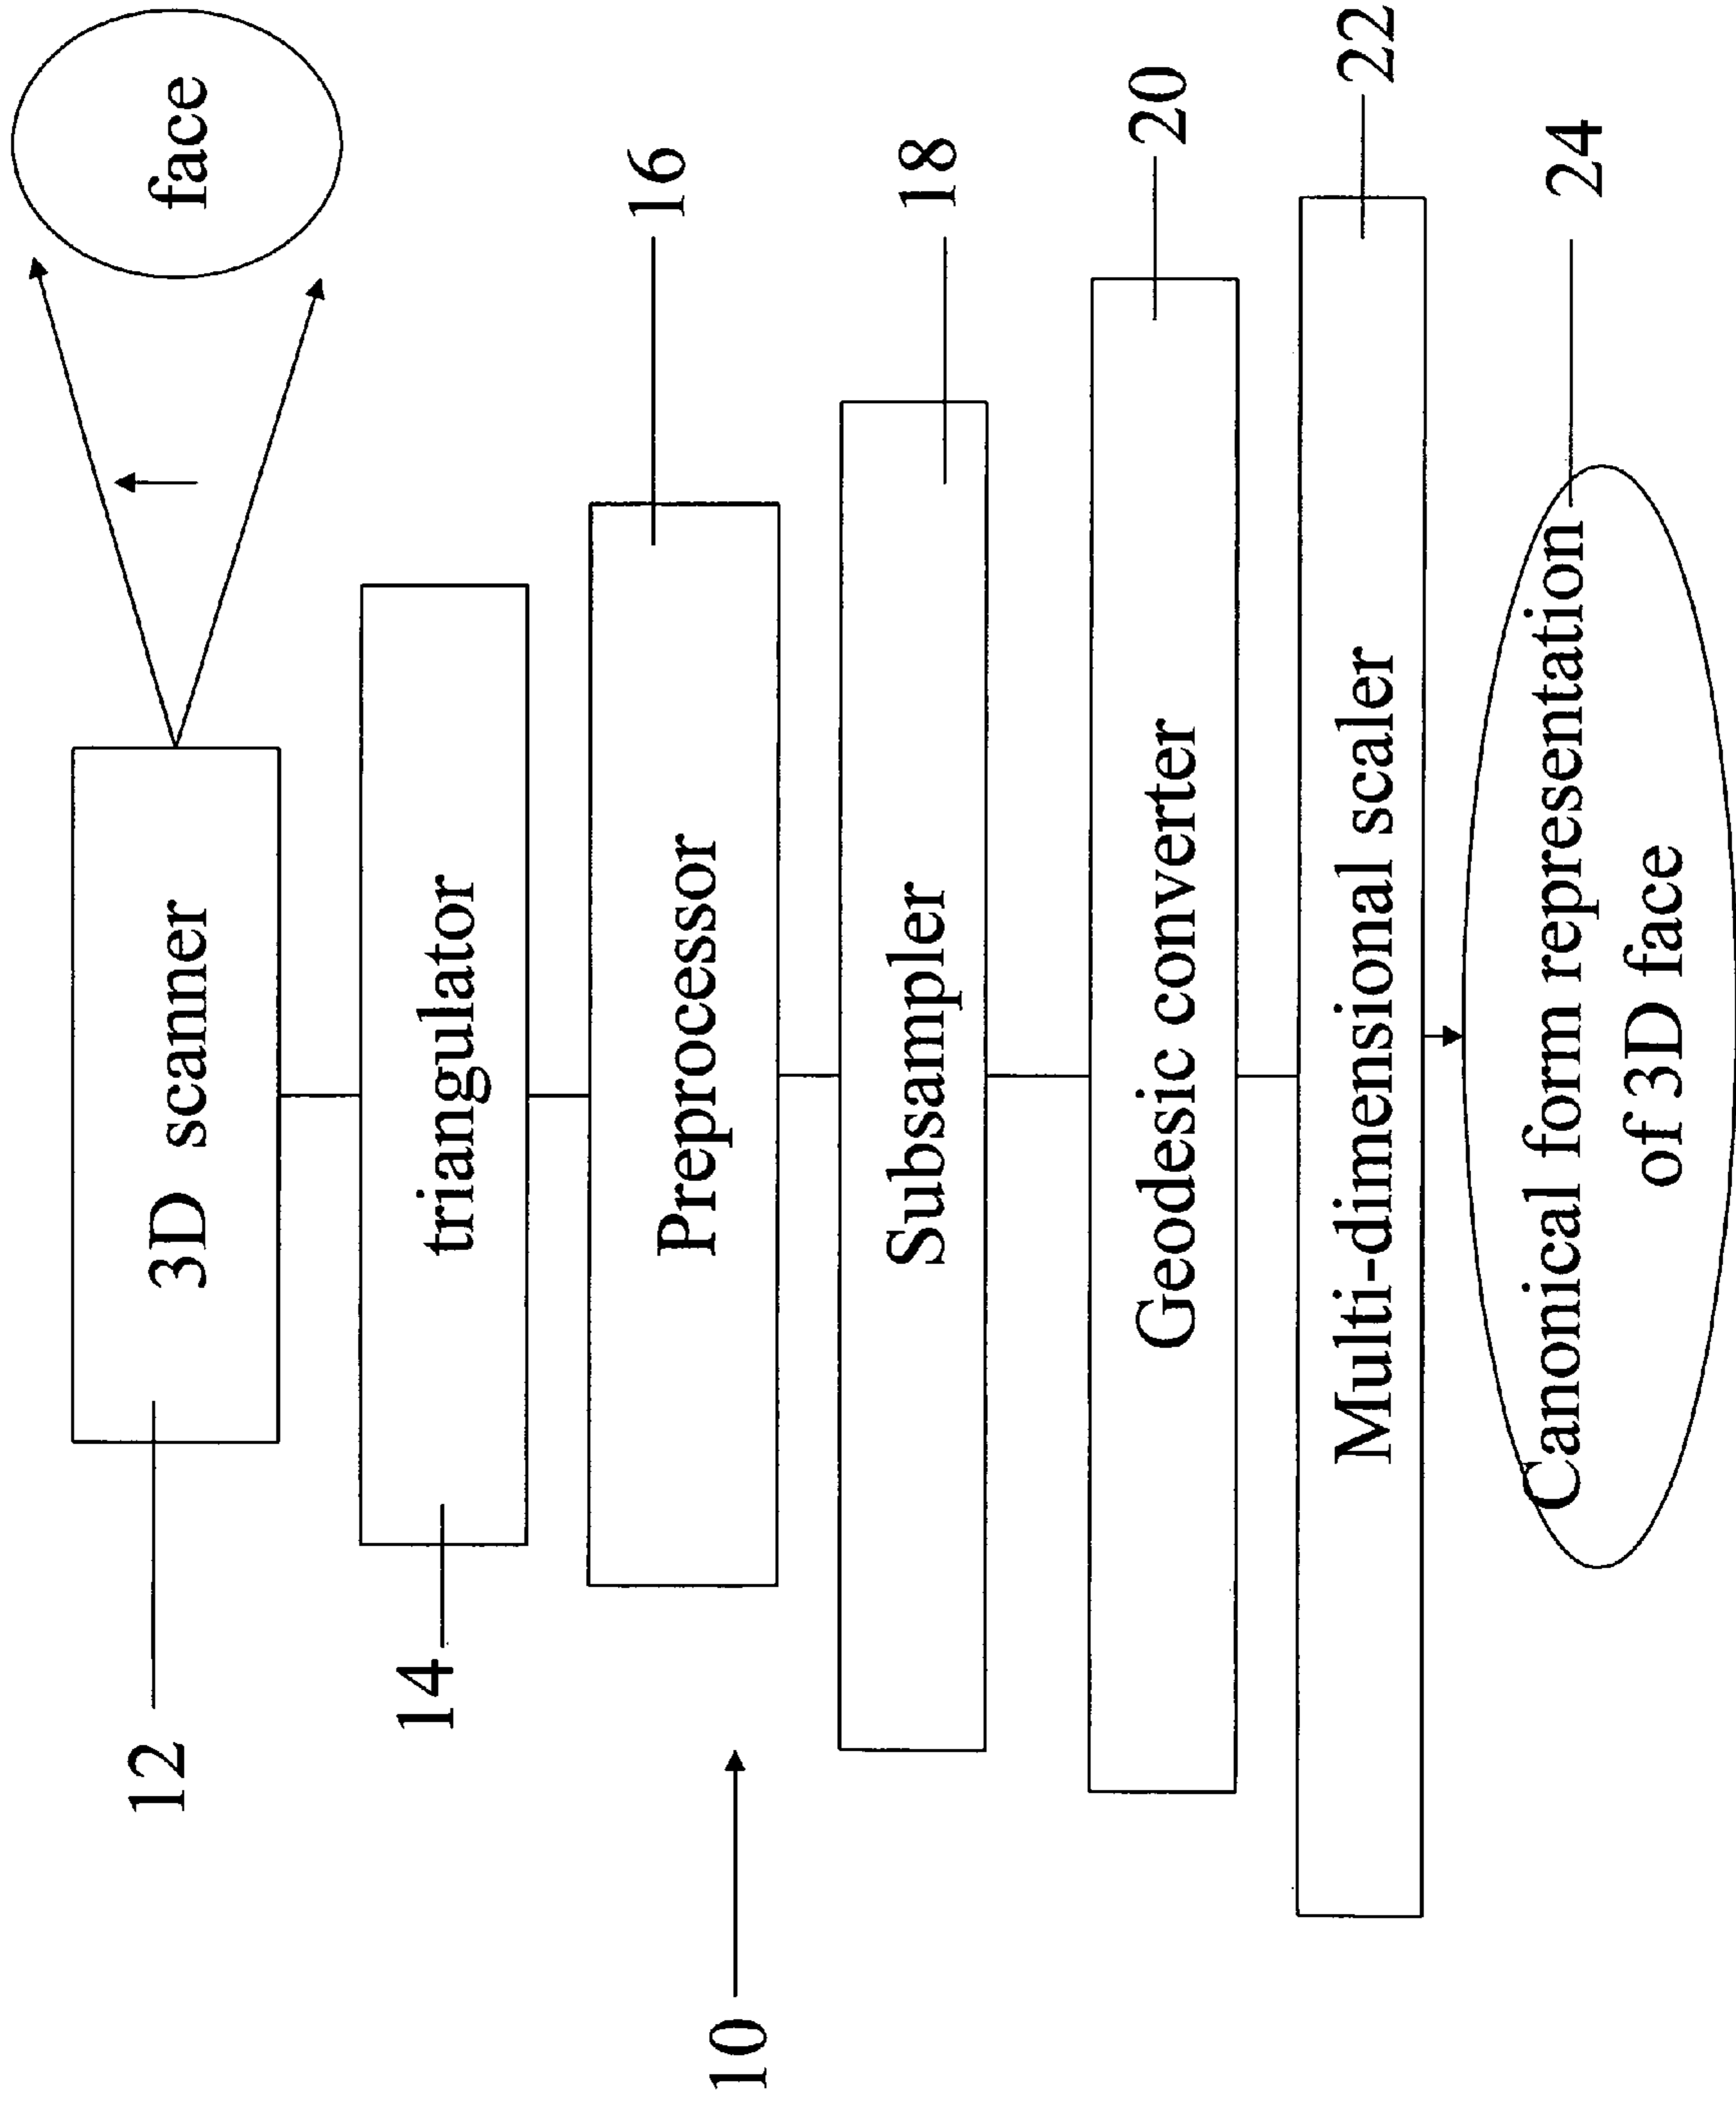 face
12
3D scanner
14
triangulator
16
Preprocessor
10
18
Subsampler
20
Geodesic converter
22
Multi-dimensional scaler
24
Canonical form representation
of 3D face